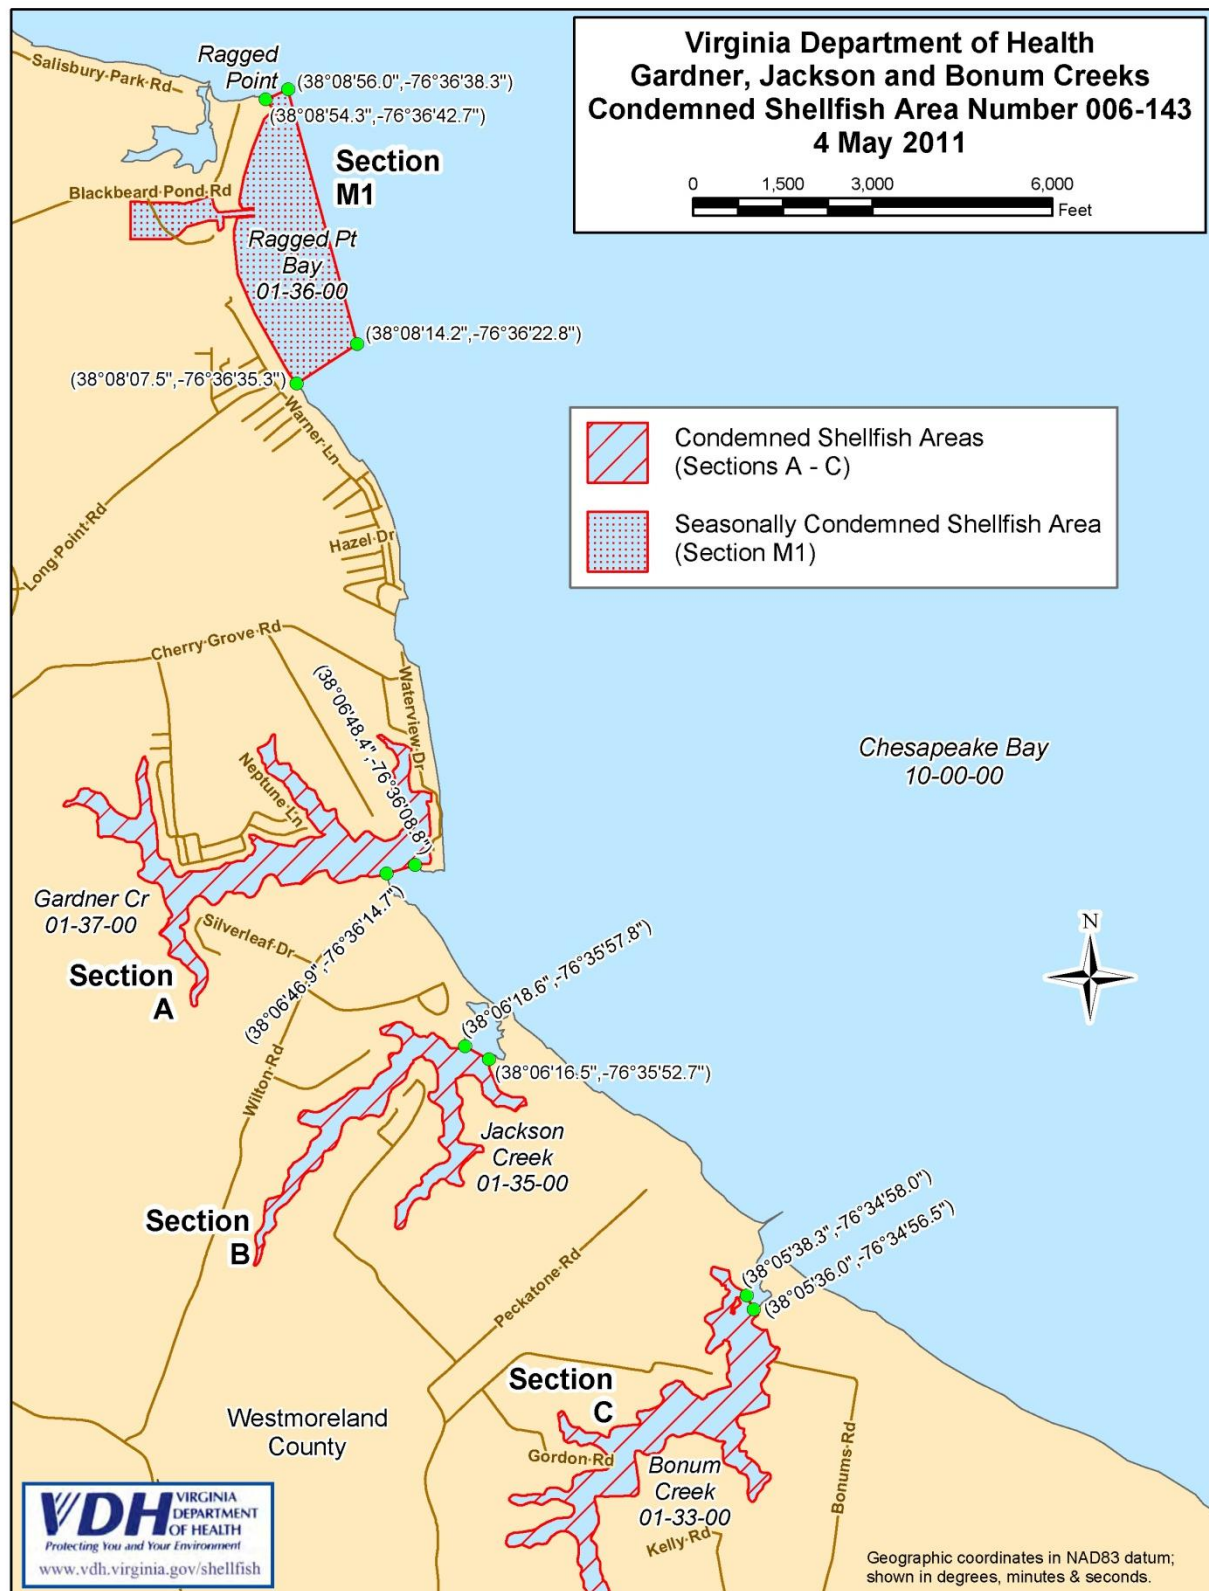 Virginia Department of Health
Gardner, Jackson and Bonum Creeks
Condemned Shellfish Area Number 006-143
4 May 2011
0 1,500 3,000 6,000
Feet
Salisbury Park Rd
Ragged
Point
(38°08'56.0",-76°36'38.3")
(38°08'54.3",-76°36'42.7")
Section
M1
Blackbeard Pond Rd
Ragged Pt
Bay
01-36-00
(38°08'14.2",-76°36'22.8")
(38°08'07.5",-76°36'35.3")
Warner Ln
Condemned Shellfish Areas
(Sections A - C)
Seasonally Condemned Shellfish Area
(Section M1)
Long Point Rd
Hazel Dr
Cherry Grove Rd
Waterview Dr
(38°06'48.4",-76°36'08.8")
Chesapeake Bay
10-00-00
Neptune Ln
Gardner Cr
01-37-00
Section
A
Silverleaf Dr
(38°06'46.9",-76°36'14.7")
(38°06'18.6",-76°35'57.8")
N
Wilton Rd
(38°06'16.5",-76°35'52.7")
Jackson
Creek
01-35-00
Section
B
Peckatone Rd
(38°05'38.3",-76°34'58.0")
(38°05'36.0",-76°34'56.5")
Section
C
Westmoreland
County
Gordon Rd
Bonum
Creek
01-33-00
Bonums Rd
Kelly Rd
VDH VIRGINIA
DEPARTMENT
OF HEALTH
Protecting You and Your Environment
www.vdh.virginia.gov/shellfish
Geographic coordinates in NAD83 datum;
shown in degrees, minutes & seconds.